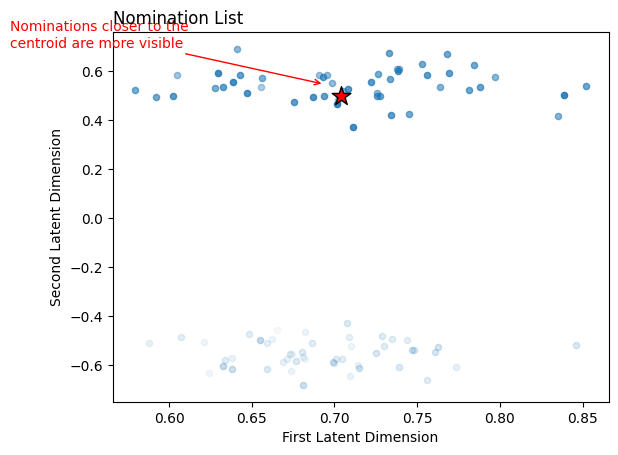 Nomination List
Nominations closer to the
centroid are more visible
0.6
0.4
0.2
0.0
−0.2
−0.4
−0.6
Second Latent Dimension
0.60 0.65 0.70 0.75 0.80 0.85
First Latent Dimension